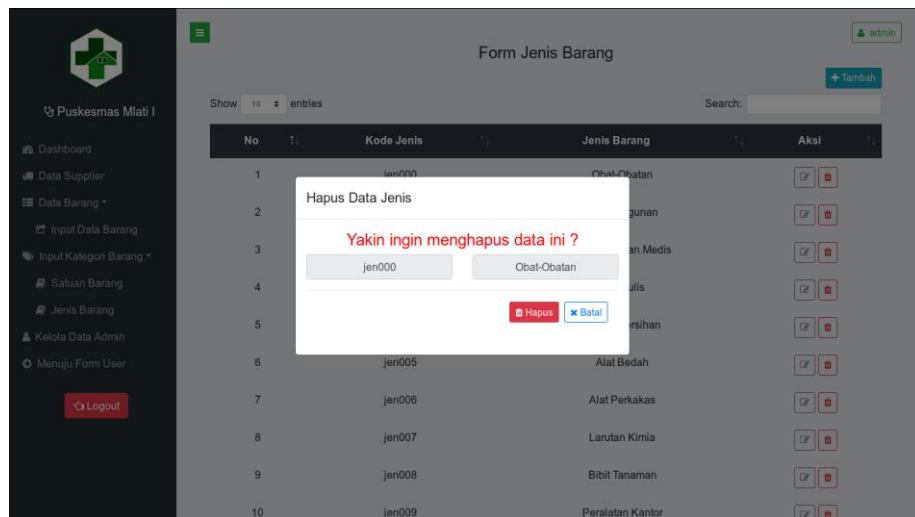 admin
Form Jenis Barang
+ Tambah
Puskesmas Mlati I
Show 10 entries
Search:
No Kode Jenis Jenis Barang Aksi
Dashboard
Data Supplier
Data Barang
Input Data Barang
Input Kategori Barang
Satuan Barang
Jenis Barang
Kelola Data Admin
Menuju Form User
Logout
1 jen000 Obat-Obatan
2 gunan
3 an Medis
4 ulis
5 ersihan
6 jen005 Alat Bedah
7 jen006 Alat Perkakas
8 jen007 Larutan Kimia
9 jen008 Bibit Tanaman
10 jen009 Peralatan Kantor
Hapus Data Jenis
Yakin ingin menghapus data ini ?
jen000 Obat-Obatan
Hapus Batal